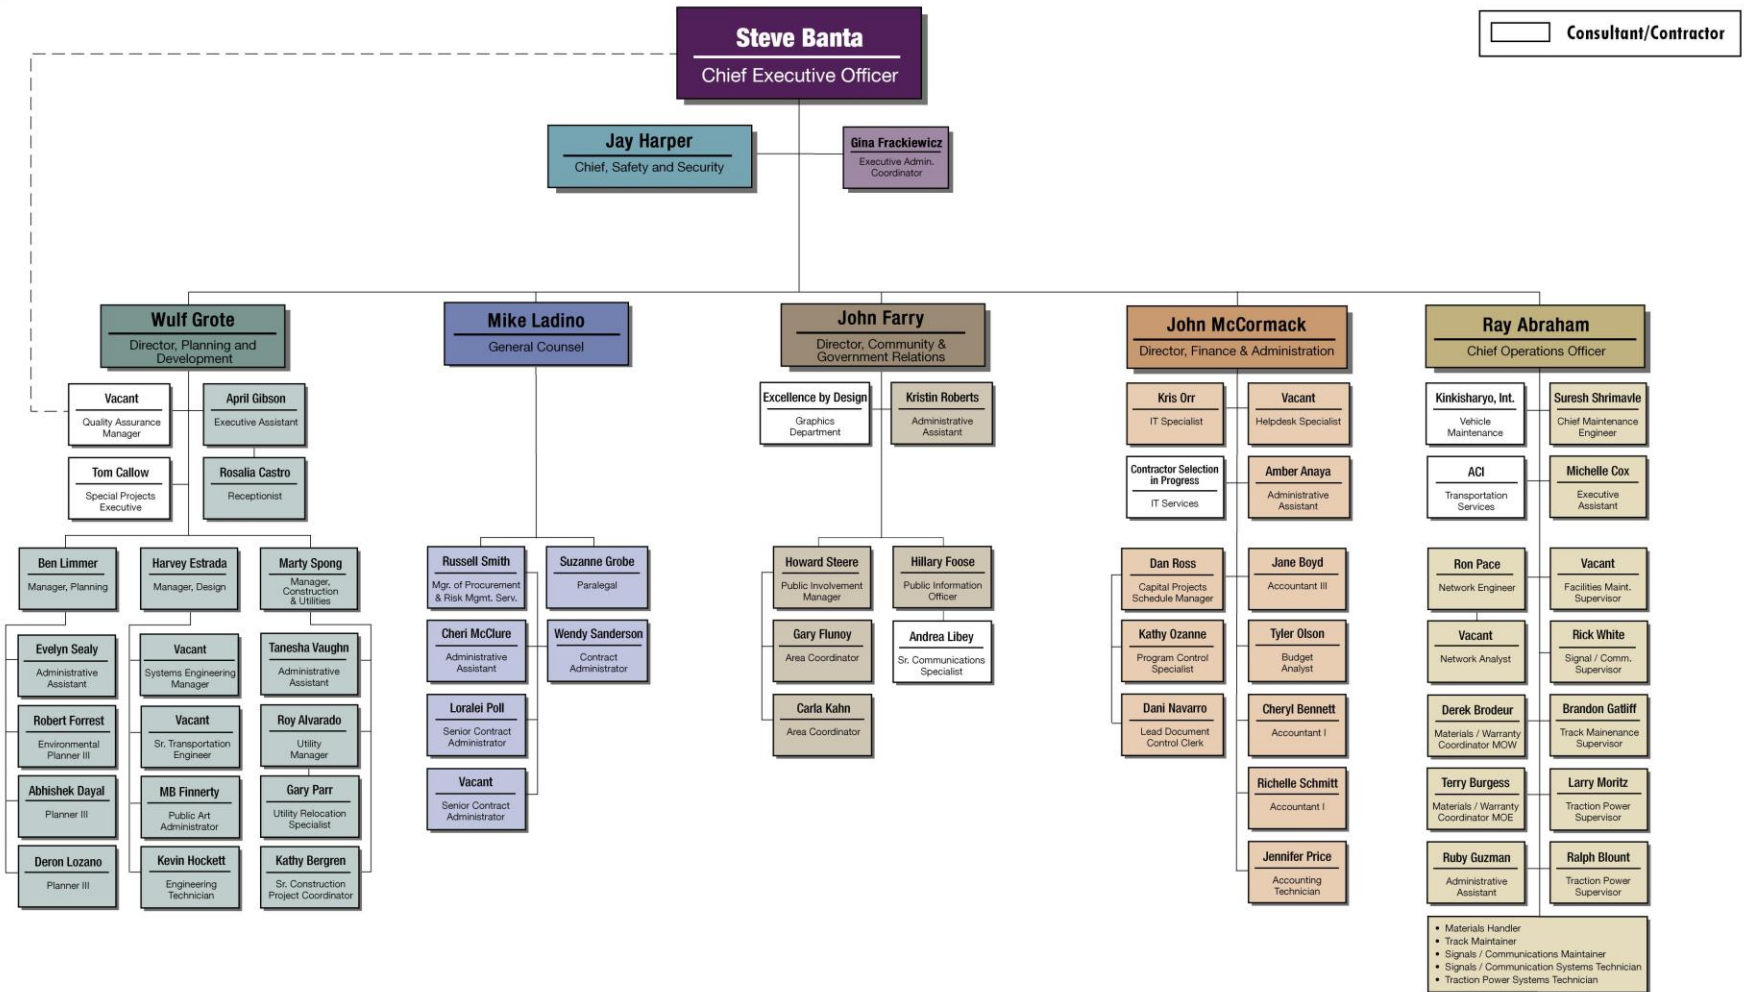 Steve Banta
Chief Executive Officer
Consultant/Contractor
Jay Harper
Chief, Safety and Security
Gina Frackiewicz
Executive Admin.
Coordinator
Wulf Grote
Director, Planning and
Development
Vacant
Quality Assurance
Manager
April Gibson
Executive Assistant
Tom Callow
Special Projects
Executive
Rosalia Castro
Receptionist
Ben Limmer
Manager, Planning
Evelyn Sealy
Administrative
Assistant
Robert Forrest
Environmental
Planner III
Abhishek Dayal
Planner III
Deron Lozano
Planner III
Harvey Estrada
Manager, Design
Vacant
Systems Engineering
Manager
Vacant
Sr. Transportation
Engineer
MB Finnerty
Public Art
Administrator
Kevin Hockett
Engineering
Technician
Marty Spong
Manager,
Construction
& Utilities
Tanesha Vaughn
Administrative
Assistant
Roy Alvarado
Utility
Manager
Gary Parr
Utility Relocation
Specialist
Kathy Bergren
Sr. Construction
Project Coordinator
Mike Ladino
General Counsel
Russell Smith
Mgr. of Procurement
& Risk Mgmt. Serv.
Suzanne Grobe
Paralegal
Cheri McClure
Administrative
Assistant
Wendy Sanderson
Contract
Administrator
Loralei Poll
Senior Contract
Administrator
Vacant
Senior Contract
Administrator
John Farry
Director, Community &
Government Relations
Excellence by Design
Graphics
Department
Kristin Roberts
Administrative
Assistant
Howard Steere
Public Involvement
Manager
Gary Flunoy
Area Coordinator
Carla Kahn
Area Coordinator
Hillary Foose
Public Information
Officer
Andrea Libey
Sr. Communications
Specialist
John McCormack
Director, Finance & Administration
Kris Orr
IT Specialist
Vacant
Helpdesk Specialist
Contractor Selection
in Progress
IT Services
Amber Anaya
Administrative
Assistant
Dan Ross
Capital Projects
Schedule Manager
Jane Boyd
Accountant III
Kathy Ozanne
Program Control
Specialist
Tyler Olson
Budget
Analyst
Dani Navarro
Lead Document
Control Clerk
Cheryl Bennett
Accountant I
Richelle Schmitt
Accountant I
Jennifer Price
Accounting
Technician
Ray Abraham
Chief Operations Officer
Kinkisharyo, Int.
Vehicle
Maintenance
Suresh Shrimavle
Chief Maintenance
Engineer
ACI
Transportation
Services
Michelle Cox
Executive
Assistant
Ron Pace
Network Engineer
Vacant
Facilities Maint.
Supervisor
Vacant
Network Analyst
Rick White
Signal / Comm.
Supervisor
Derek Brodeur
Materials / Warranty
Coordinator MOW
Brandon Gatliff
Track Mainenance
Supervisor
Terry Burgess
Materials / Warranty
Coordinator MOE
Larry Moritz
Traction Power
Supervisor
Ruby Guzman
Administrative
Assistant
Ralph Blount
Traction Power
Supervisor
• Materials Handler
• Track Maintainer
• Signals / Communications Maintainer
• Signals / Communication Systems Technician
• Traction Power Systems Technician